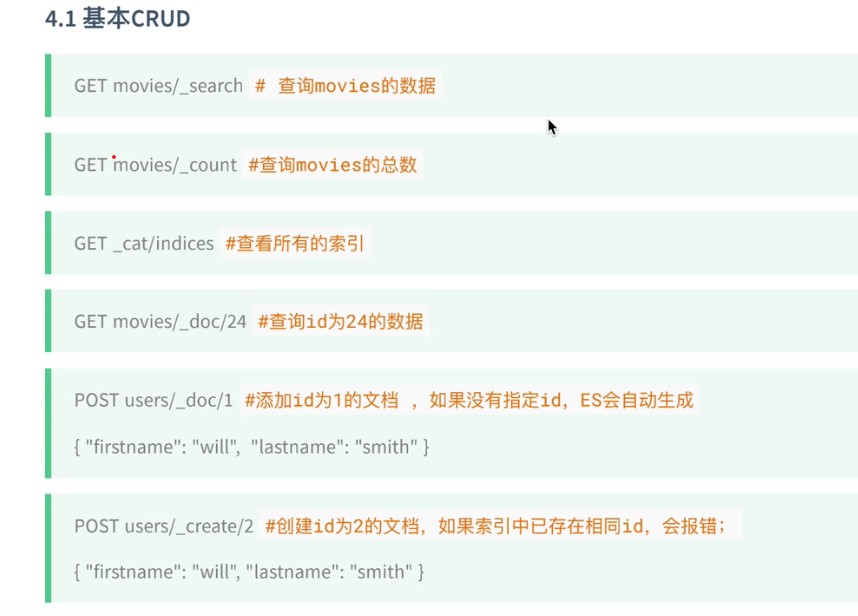 4.1 基本CRUD
GET movies/_search # 查询movies的数据
GET movies/_count #查询movies的总数
GET _cat/indices #查看所有的索引
GET movies/_doc/24 #查询id为24的数据
POST users/_doc/1 #添加id为1的文档 ，如果没有指定id，ES会自动生成
{ "firstname": "will", "lastname": "smith" }
POST users/_create/2 #创建id为2的文档，如果索引中已存在相同id，会报错；
{ "firstname": "will", "lastname": "smith" }